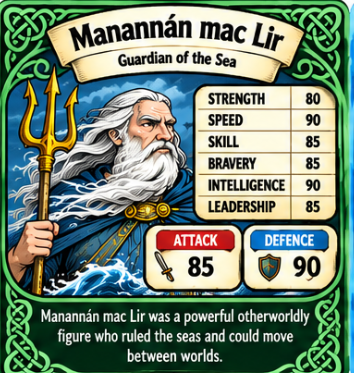 Manannán mac Lir
Guardian of the Sea
STRENGTH 80
SPEED 90
SKILL 85
BRAVERY 85
INTELLIGENCE 90
LEADERSHIP 85
ATTACK
85
DEFENCE
90
Manannán mac Lir was a powerful otherworldly
figure who ruled the seas and could move
between worlds.